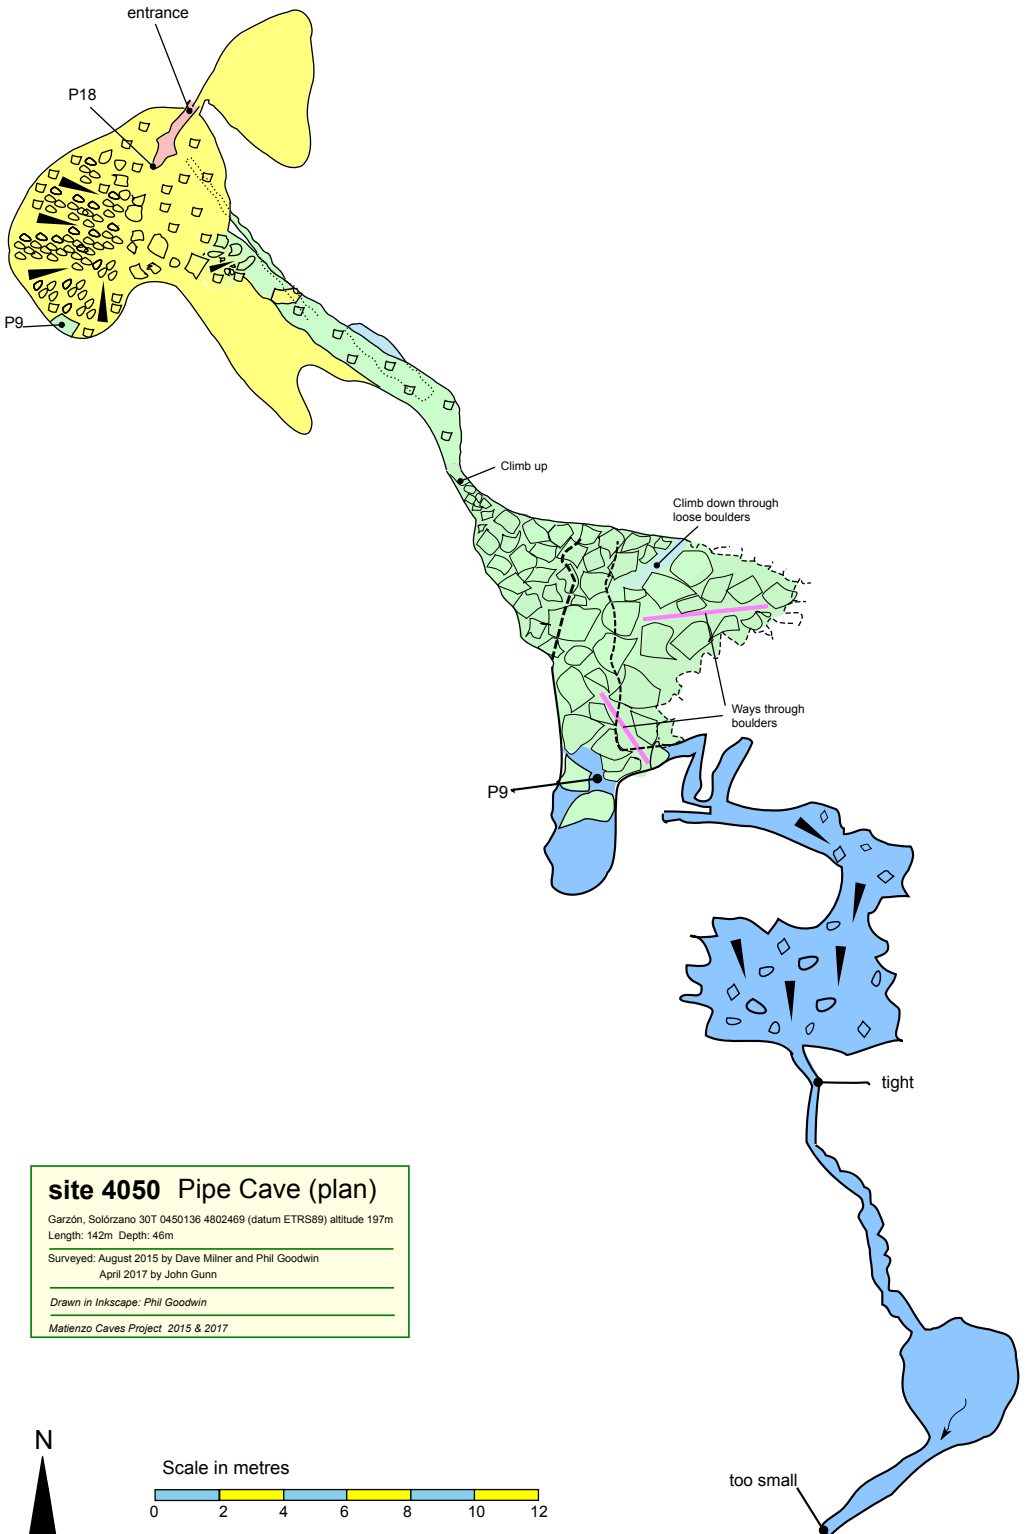 entrance
P18
P9
Climb up
Climb down through
loose boulders
Ways through
boulders
P9
tight
site 4050 Pipe Cave (plan)
Garzón, Solórzano 30T 0450136 4802469 (datum ETRS89) altitude 197m
Length: 142m Depth: 46m
Surveyed: August 2015 by Dave Milner and Phil Goodwin
April 2017 by John Gunn
Drawn in Inkscape: Phil Goodwin
Matienzo Caves Project 2015 & 2017
N
Scale in metres
0 2 4 6 8 10 12
too small